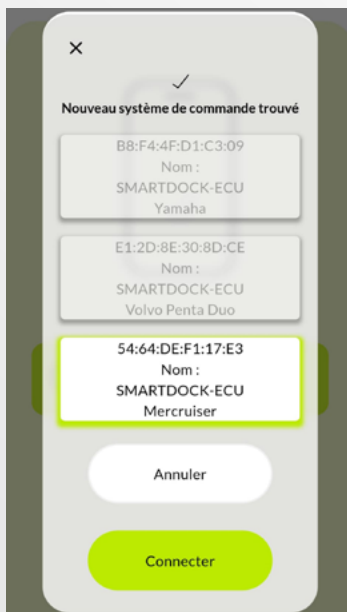 Nouveau système de commande trouvé
B8:F4:4F:D1:C3:09
Nom :
SMARTDOCK-ECU
Yamaha
E1:2D:8E:30:8D:CE
Nom :
SMARTDOCK-ECU
Volvo Penta Duo
54:64:DE:F1:17:E3
Nom :
SMARTDOCK-ECU
Mercruiser
Annuler
Connecter